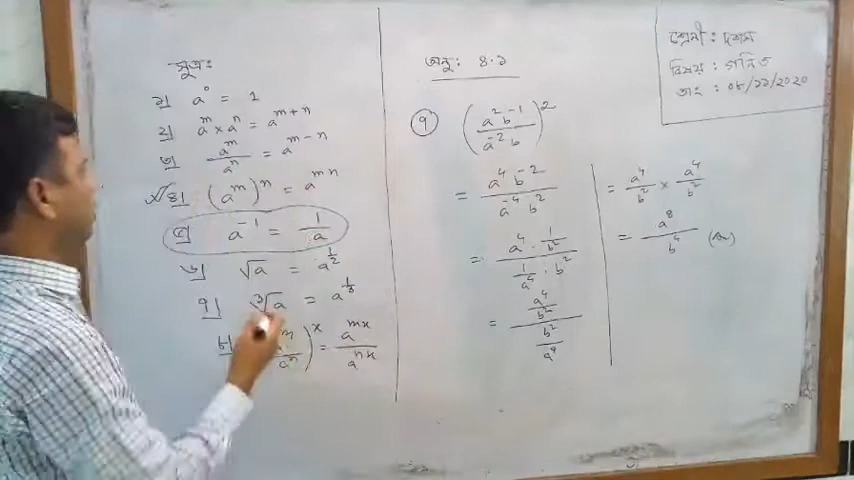 সূত্রঃ
১। a⁰ = 1
২। aᵐ × aⁿ = aᵐ⁺ⁿ
৩। aᵐ/aⁿ = aᵐ⁻ⁿ
✓৪। (aᵐ)ⁿ = aᵐⁿ
৫। a⁻¹ = 1/a
৬। √a = a^(1/2)
৭। ∛a = a^(1/3)
৮। (aᵐ/aⁿ)ˣ = aᵐˣ/aⁿˣ
অনুঃ ৪.১
৭ (a²b⁻¹/a⁻²b)²
= a⁴b⁻²/a⁻⁴b²
= (a⁴ · 1/b²)/(1/a⁴ · b²)
= (a⁴/b²)/(b²/a⁴)
= a⁴/b² × a⁴/b²
= a⁸/b⁴ (Ans)
শ্রেণী : দশম
বিষয় : গনিত
তাং : ০৮/১১/২০২০